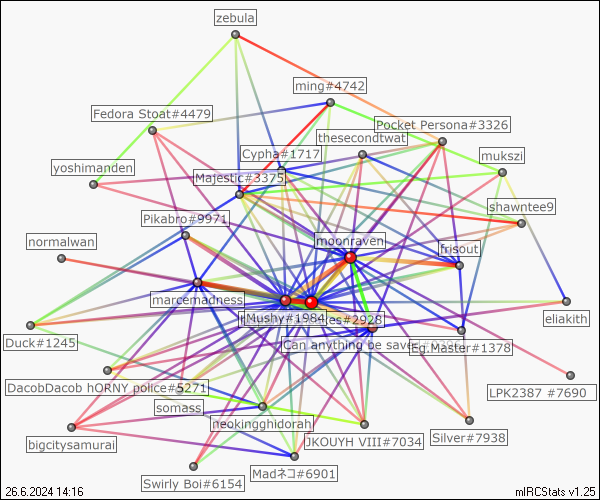 zebula
ming#4742
Fedora Stoat#4479
Pocket Persona#3326
thesecondtwat
Cypha#1717
mukszi
yoshimanden
Majestic#3375
shawntee9
Pikabro#9971
normalwan
moonraven
frisout
marcemadness
eliakith
Mushy#1984 es#2928
Duck#1245
Can anything be save
Eg.Master#1378
DacobDacob hORNY police#5271
LPK2387 #7690
somass
neokingghidorah
bigcitysamurai
JKOUYH VIII#7034
Silver#7938
Madネコ#6901
Swirly Boi#6154
26.6.2024 14:16
mIRCStats v1.25